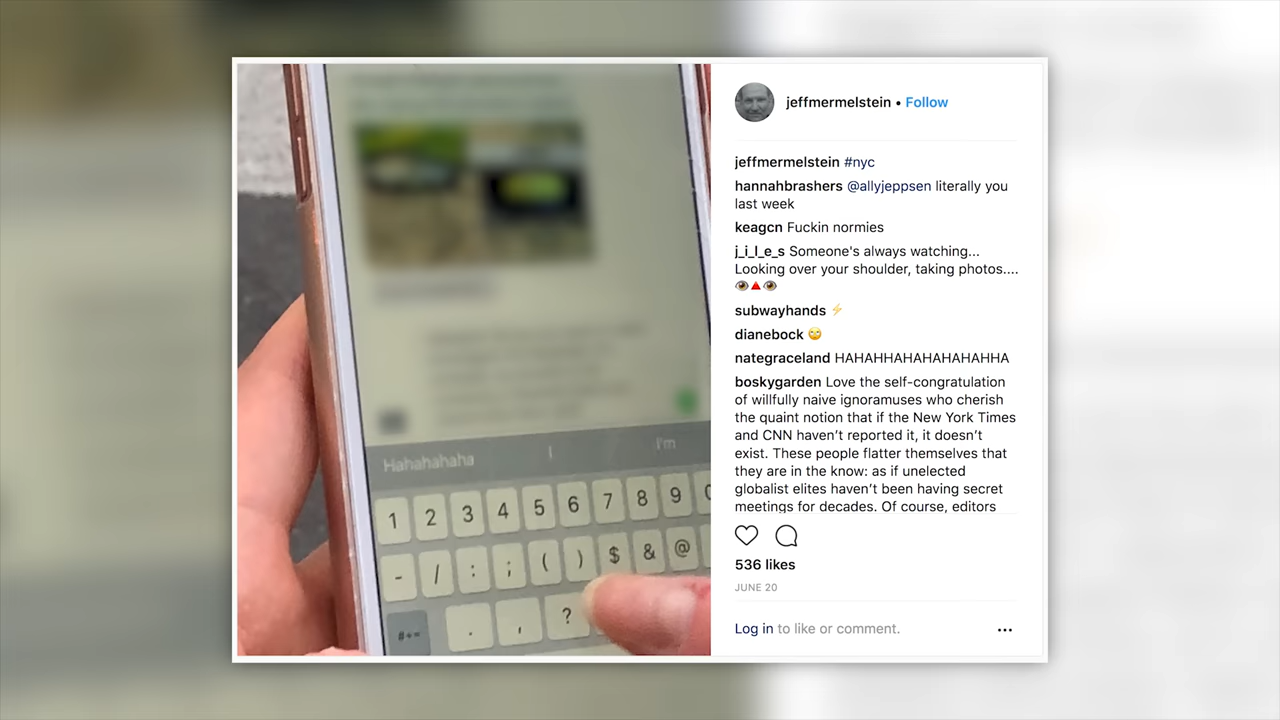 Hahahahaha I I'm
1 2 3 4 5 6 7 8 9 0
- / : ; ( ) $ & @
#+= . , ?
jeffmermelstein • Follow
jeffmermelstein #nyc
hannahbrashers @allyjeppsen literally you
last week
keagcn Fuckin normies
j_i_l_e_s Someone's always watching...
Looking over your shoulder, taking photos....
👁🔺👁
subwayhands ⚡
dianebock 🙄
nategraceland HAHAHHAHAHAHAHAHHA
boskygarden Love the self-congratulation
of willfully naive ignoramuses who cherish
the quaint notion that if the New York Times
and CNN haven’t reported it, it doesn’t
exist. These people flatter themselves that
they are in the know: as if unelected
globalist elites haven’t been having secret
meetings for decades. Of course, editors
536 likes
JUNE 20
Log in to like or comment.